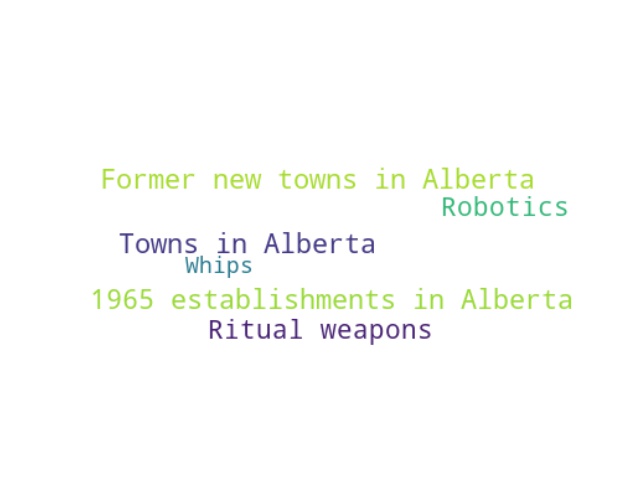 Former new towns in Alberta
Robotics
Towns in Alberta
Whips
1965 establishments in Alberta
Ritual weapons